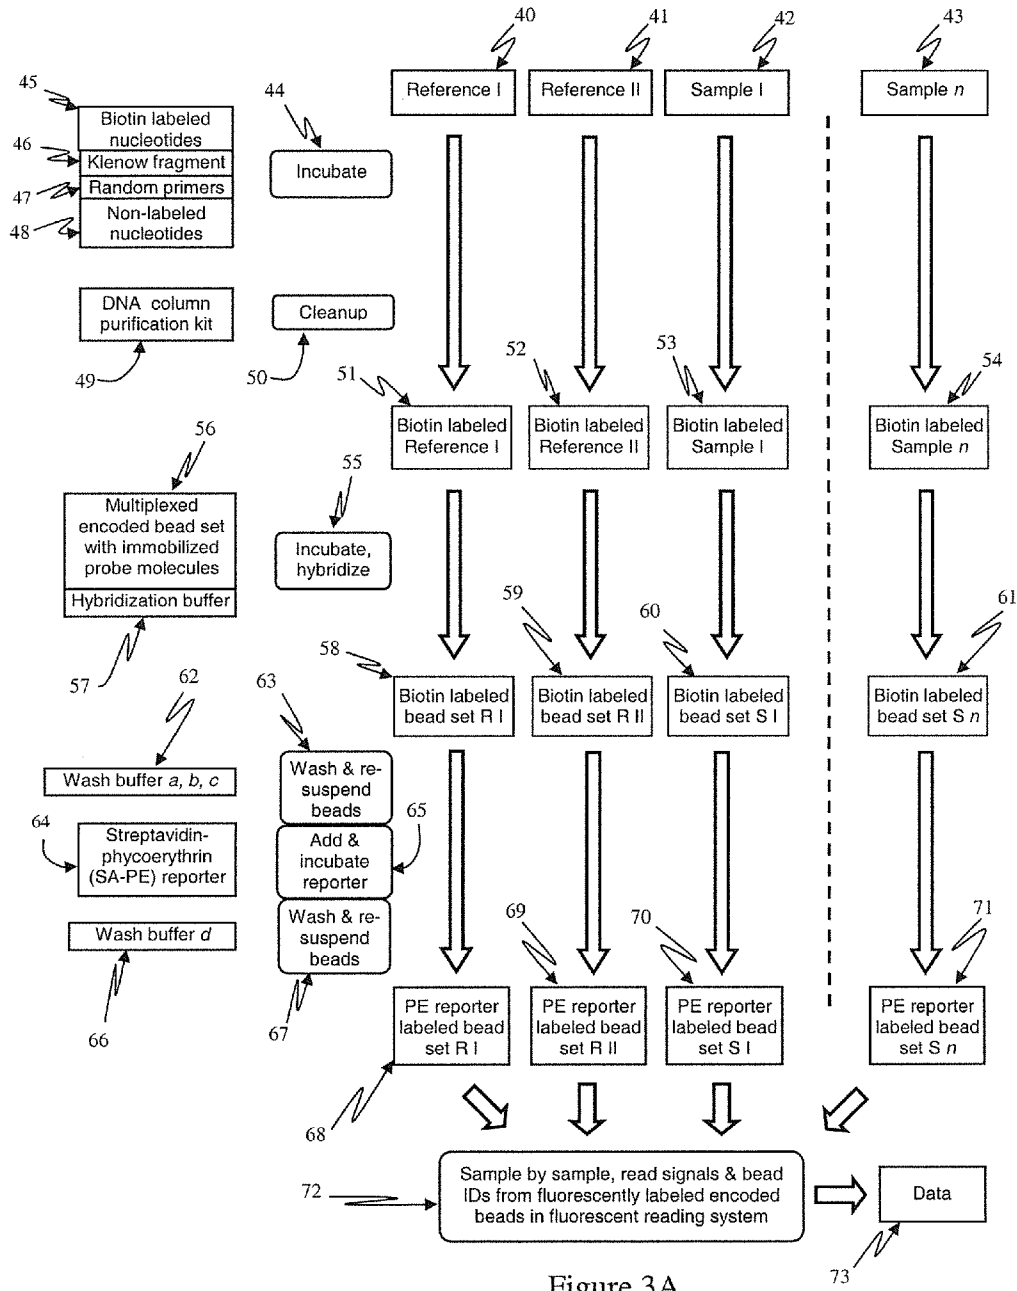 40
41
42
43
Reference I
Reference II
Sample I
Sample n
45
Biotin labeled
nucleotides
46
Klenow fragment
47
Random primers
48
Non-labeled
nucleotides
44
Incubate
DNA column
purification kit
49
Cleanup
50
51
52
53
54
Biotin labeled
Reference I
Biotin labeled
Reference II
Biotin labeled
Sample I
Biotin labeled
Sample n
56
Multiplexed
encoded bead set
with immobilized
probe molecules
Hybridization buffer
57
55
Incubate,
hybridize
58
59
60
61
Biotin labeled
bead set R I
Biotin labeled
bead set R II
Biotin labeled
bead set S I
Biotin labeled
bead set S n
62
Wash buffer a, b, c
63
Wash & re-
suspend
beads
64
Streptavidin-
phycoerythrin
(SA-PE) reporter
65
Add &
incubate
reporter
Wash buffer d
66
Wash & re-
suspend
beads
67
69
70
71
PE reporter
labeled bead
set R I
PE reporter
labeled bead
set R II
PE reporter
labeled bead
set S I
PE reporter
labeled bead
set S n
68
72
Sample by sample, read signals & bead
IDs from fluorescently labeled encoded
beads in fluorescent reading system
Data
73
Figure 3A